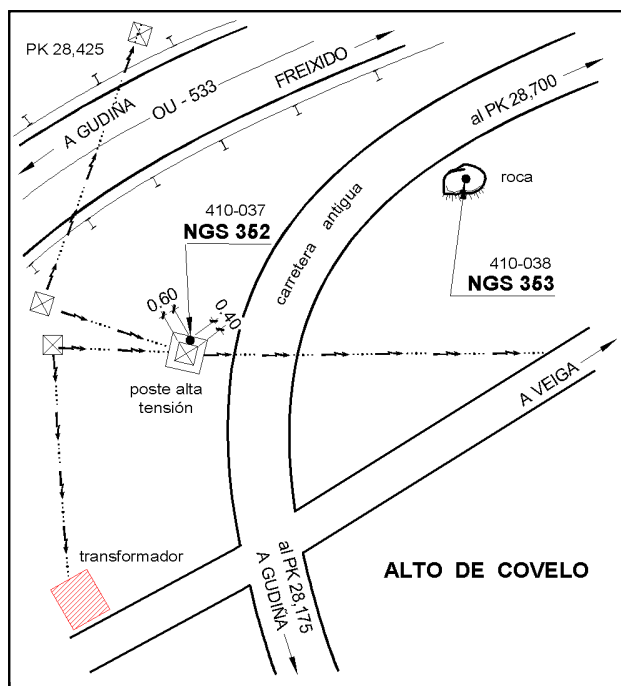 PK 28,425
A GUDIÑA
OU - 533
FREIXIDO
al PK 28,700
roca
410-037
NGS 352
carretera antigua
410-038
NGS 353
0.60
0.40
poste alta
tensión
A VEIGA
transformador
al PK 28,175
A GUDIÑA
ALTO DE COVELO